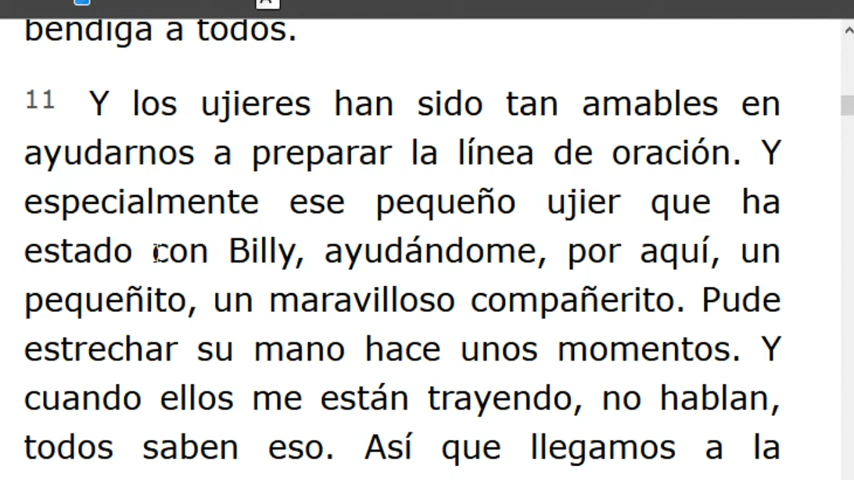 bendiga a todos.
11 Y los ujieres han sido tan amables en
ayudarnos a preparar la línea de oración. Y
especialmente ese pequeño ujier que ha
estado con Billy, ayudándome, por aquí, un
pequeñito, un maravilloso compañerito. Pude
estrechar su mano hace unos momentos. Y
cuando ellos me están trayendo, no hablan,
todos saben eso. Así que llegamos a la